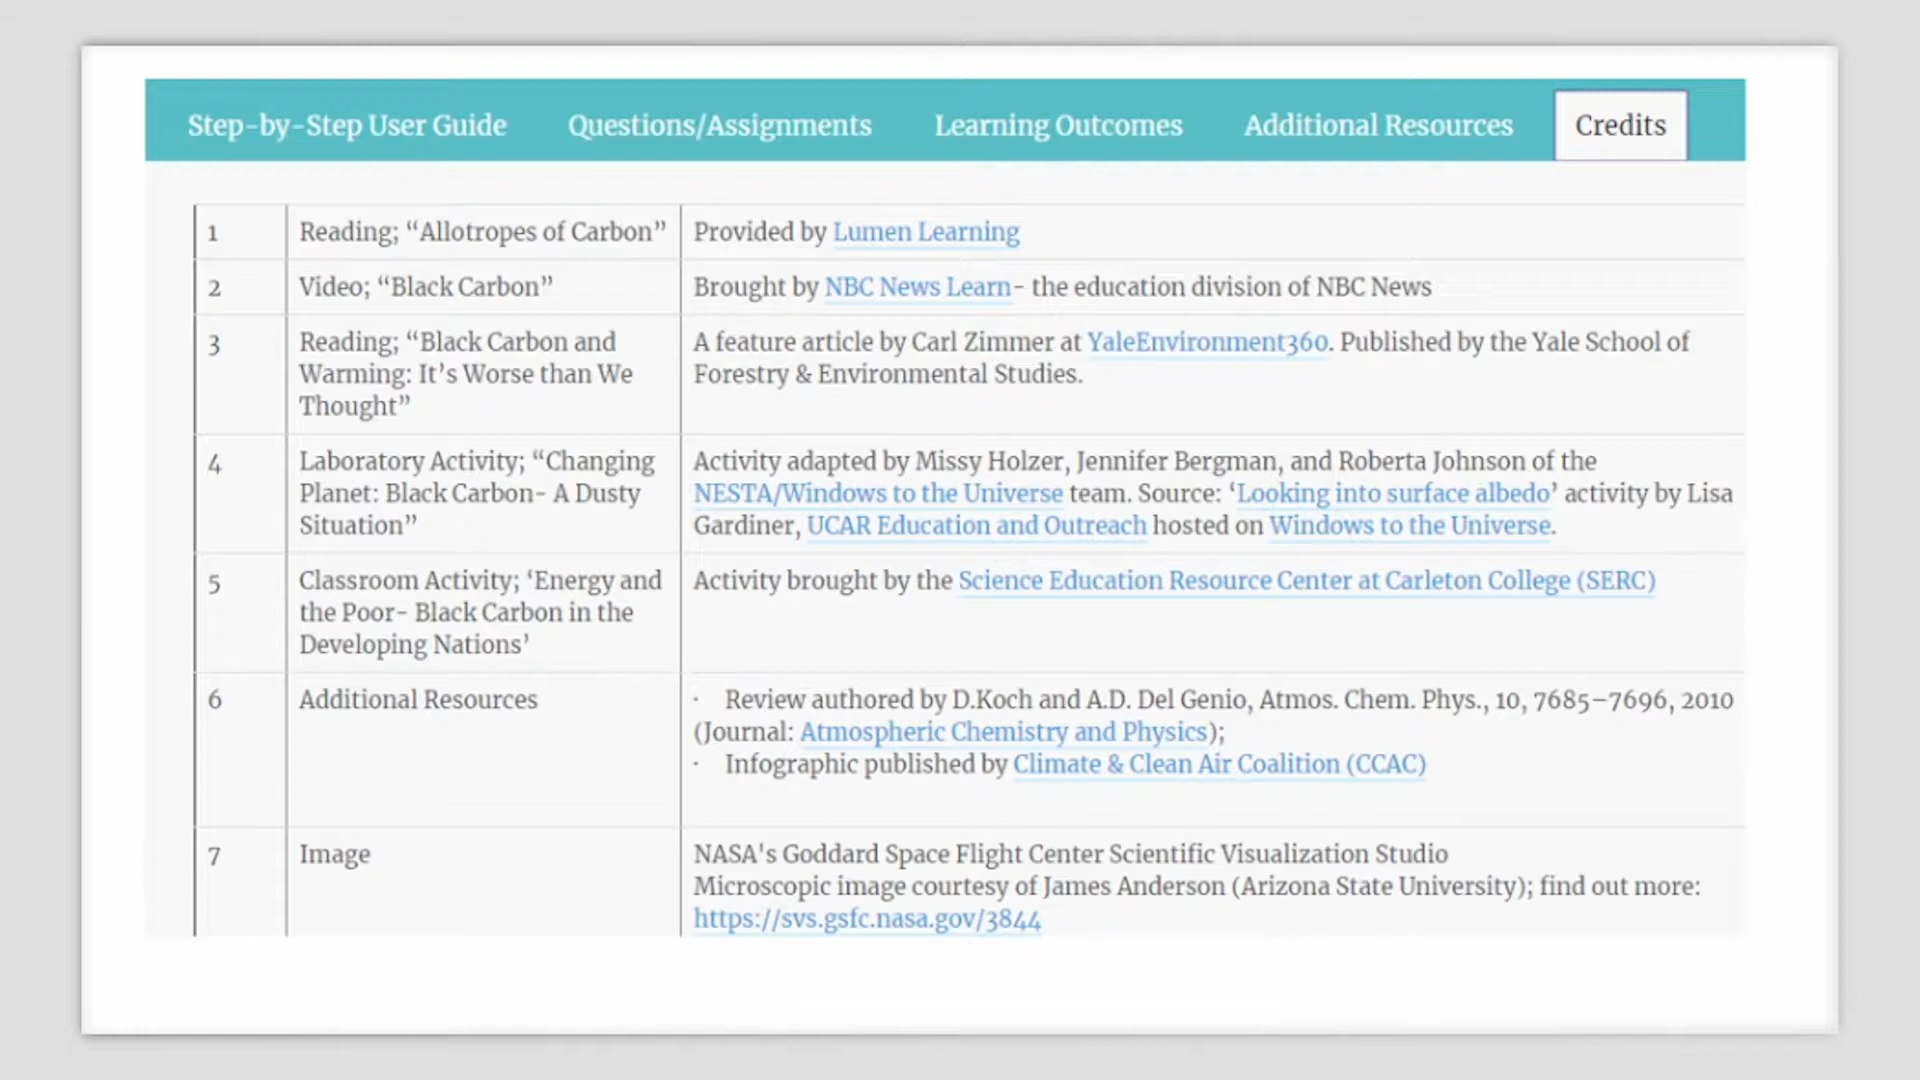 Step-by-Step User Guide Questions/Assignments Learning Outcomes Additional Resources Credits
1 Reading; “Allotropes of Carbon” Provided by Lumen Learning
2 Video; “Black Carbon” Brought by NBC News Learn- the education division of NBC News
3 Reading; “Black Carbon and
Warming: It’s Worse than We
Thought”
A feature article by Carl Zimmer at YaleEnvironment360. Published by the Yale School of
Forestry & Environmental Studies.
4 Laboratory Activity; “Changing
Planet: Black Carbon- A Dusty
Situation”
Activity adapted by Missy Holzer, Jennifer Bergman, and Roberta Johnson of the
NESTA/Windows to the Universe team. Source: ‘Looking into surface albedo’ activity by Lisa
Gardiner, UCAR Education and Outreach hosted on Windows to the Universe.
5 Classroom Activity; ‘Energy and
the Poor- Black Carbon in the
Developing Nations’
Activity brought by the Science Education Resource Center at Carleton College (SERC)
6 Additional Resources
· Review authored by D.Koch and A.D. Del Genio, Atmos. Chem. Phys., 10, 7685–7696, 2010
(Journal: Atmospheric Chemistry and Physics);
· Infographic published by Climate & Clean Air Coalition (CCAC)
7 Image
NASA's Goddard Space Flight Center Scientific Visualization Studio
Microscopic image courtesy of James Anderson (Arizona State University); find out more:
https://svs.gsfc.nasa.gov/3844